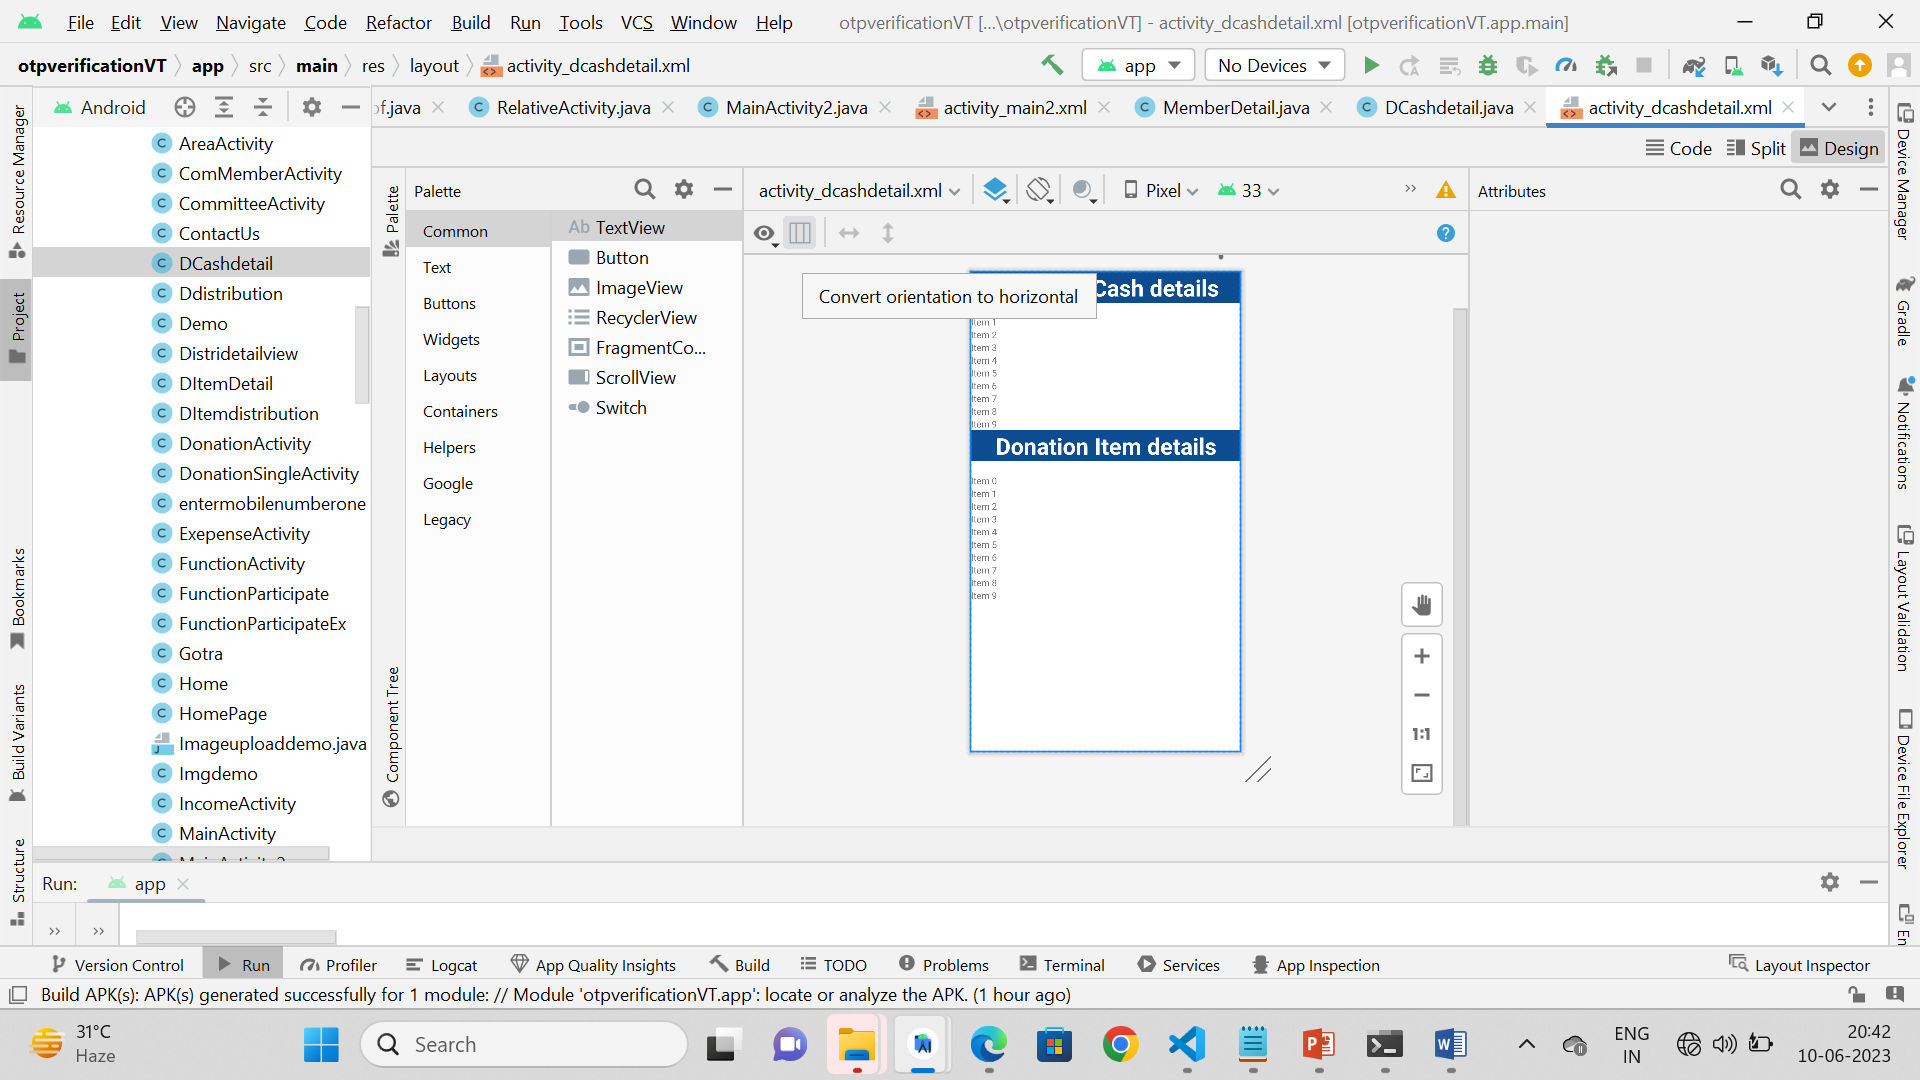 File Edit View Navigate Code Refactor Build Run Tools VCS Window Help otpverificationVT [...\otpverificationVT] - activity_dcashdetail.xml [otpverificationVT.app.main]
otpverificationVT app src main res layout activity_dcashdetail.xml app No Devices
Android of.java RelativeActivity.java MainActivity2.java activity_main2.xml MemberDetail.java DCashdetail.java activity_dcashdetail.xml
Code Split Design
Resource Manager
Project
Bookmarks
Build Variants
Structure
AreaActivity
ComMemberActivity
CommitteeActivity
ContactUs
DCashdetail
Ddistribution
Demo
Distridetailview
DItemDetail
DItemdistribution
DonationActivity
DonationSingleActivity
entermobilenumberone
ExepenseActivity
FunctionActivity
FunctionParticipate
FunctionParticipateEx
Gotra
Home
HomePage
Imageuploaddemo.java
Imgdemo
IncomeActivity
MainActivity
Palette
Component Tree
Palette
Common
Text
Buttons
Widgets
Layouts
Containers
Helpers
Google
Legacy
Ab TextView
Button
ImageView
RecyclerView
FragmentCo...
ScrollView
Switch
activity_dcashdetail.xml Pixel 33
Convert orientation to horizontal
Cash details
Item 1
Item 2
Item 3
Item 4
Item 5
Item 6
Item 7
Item 8
Item 9
Donation Item details
Item 0
Item 1
Item 2
Item 3
Item 4
Item 5
Item 6
Item 7
Item 8
Item 9
1:1
Attributes
Device Manager
Gradle
Notifications
Layout Validation
Device File Explorer
Run: app
Version Control Run Profiler Logcat App Quality Insights Build TODO Problems Terminal Services App Inspection Layout Inspector
Build APK(s): APK(s) generated successfully for 1 module: // Module 'otpverificationVT.app': locate or analyze the APK. (1 hour ago)
31°C
Haze
Search
ENG
IN
20:42
10-06-2023